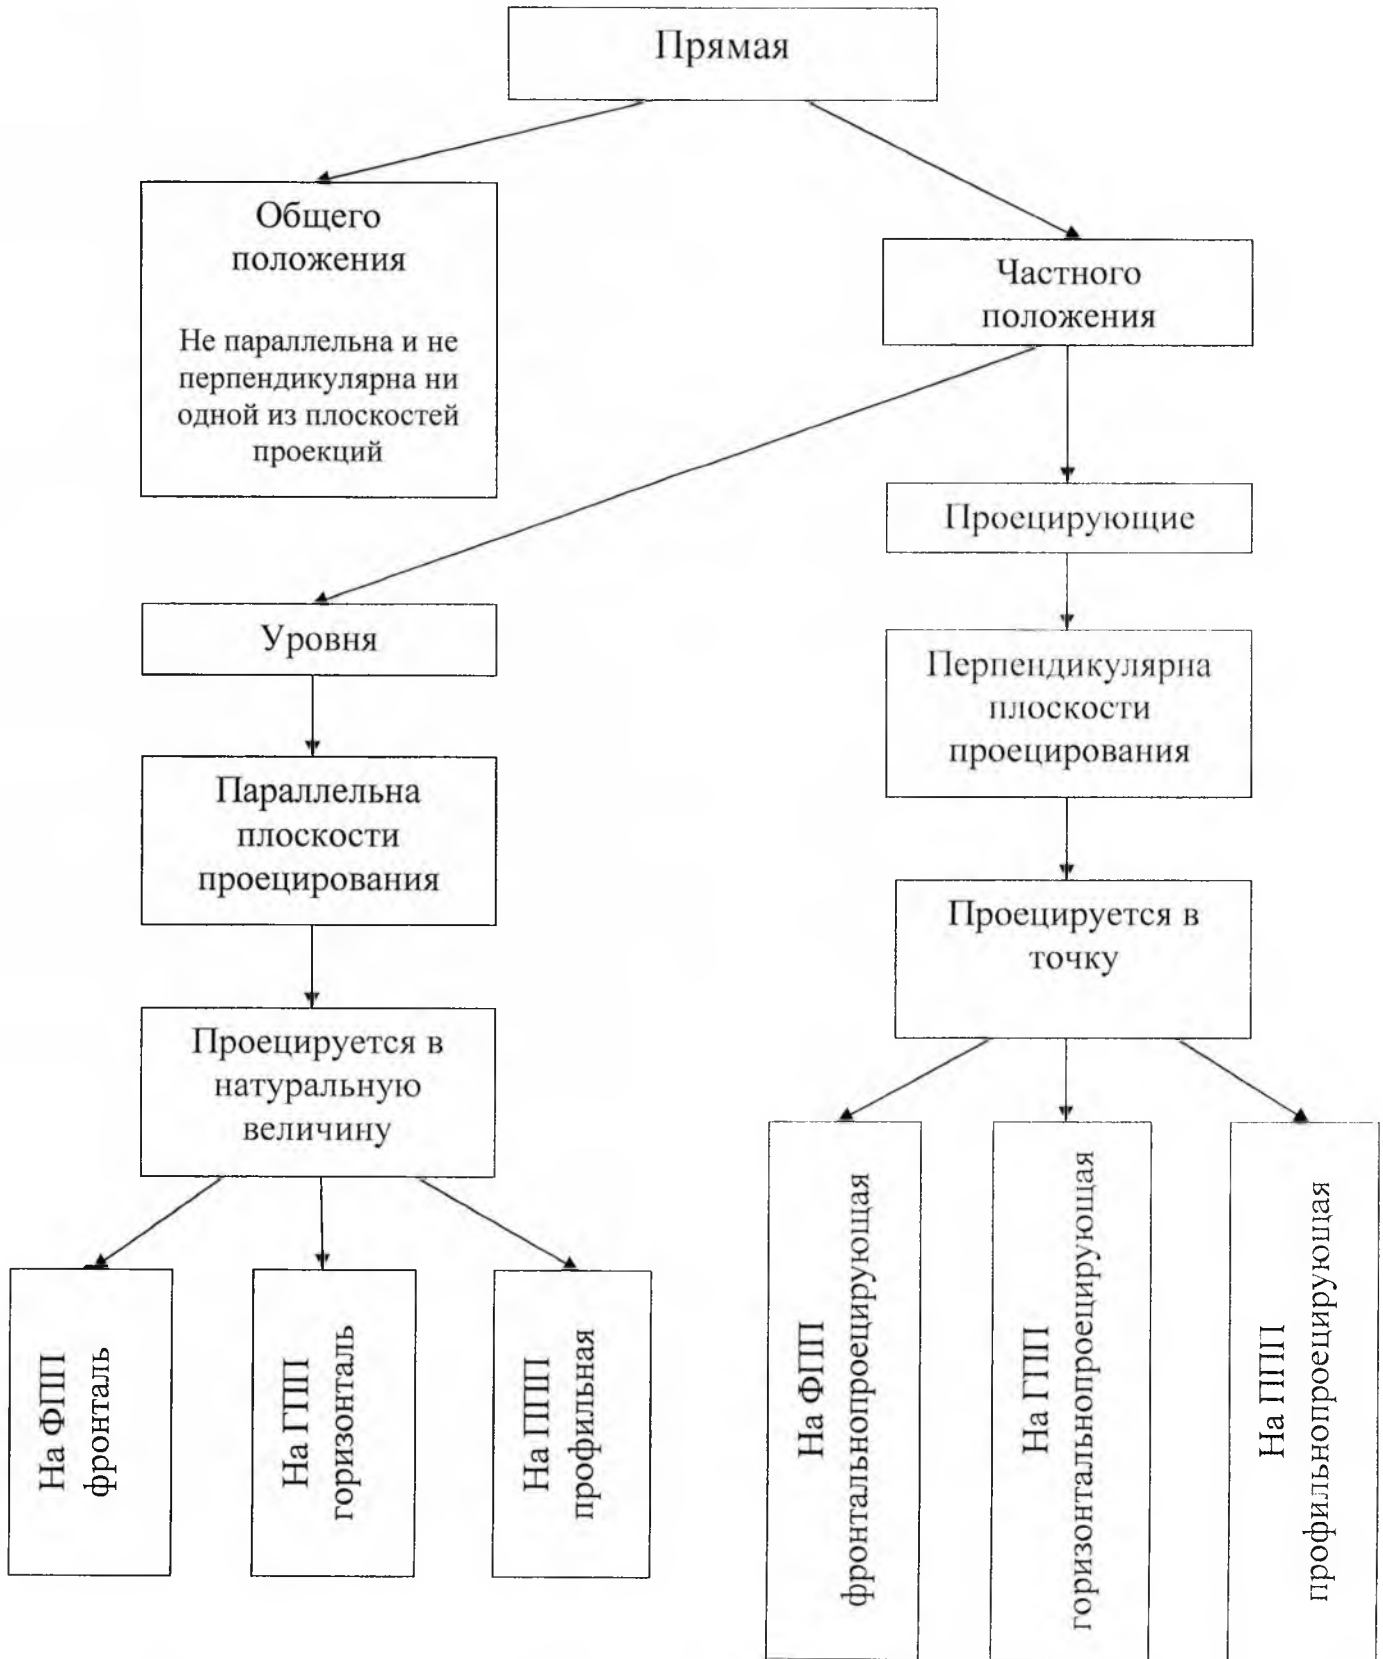 Прямая
Общего
положения
Не параллельна и не
перпендикулярна ни
одной из плоскостей
проекций
Частного
положения
Проецирующие
Уровня
Перпендикулярна
плоскости
проецирования
Параллельна
плоскости
проецирования
Проецируется в
точку
Проецируется в
натуральную
величину
На ФПП
фронталь
На ГПП
горизонталь
На ППП
профильная
На ФПП
фронтальнопроецирующая
На ГПП
горизонтальнопроецирующая
На ППП
профильнопроецирующая